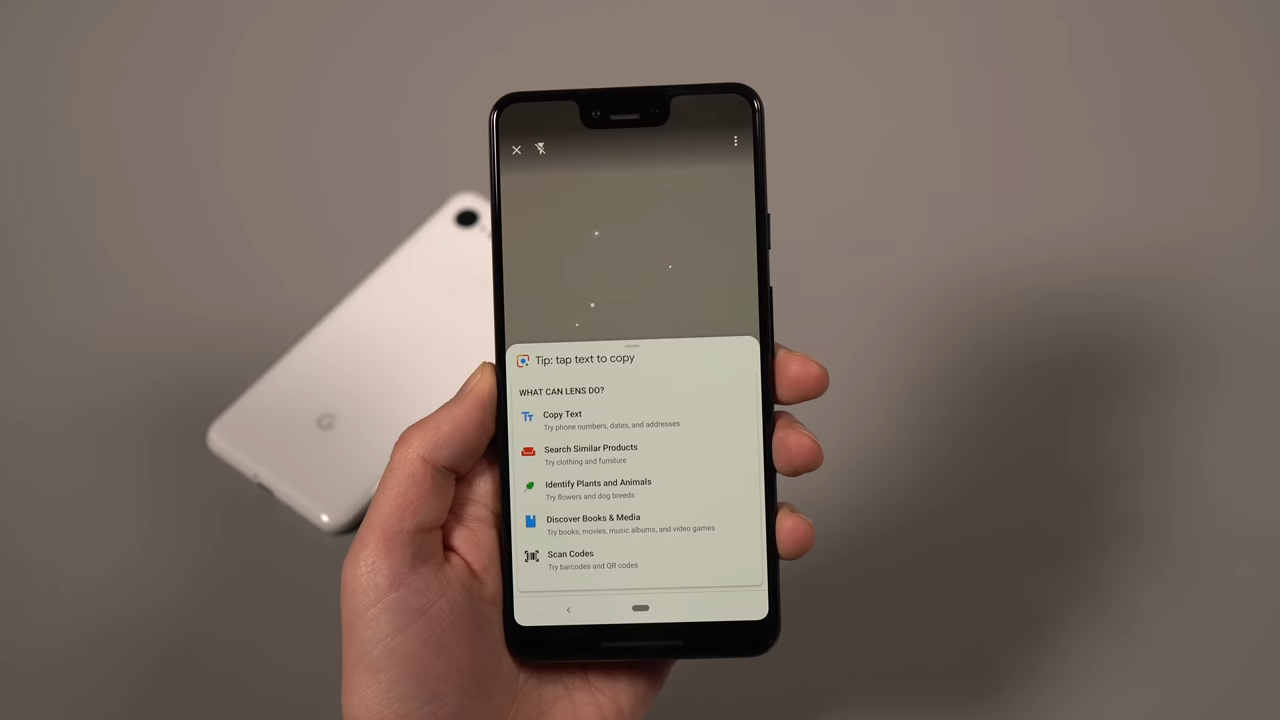 Tip: tap text to copy
WHAT CAN LENS DO?
Copy Text
Try phone numbers, dates, and addresses
Search Similar Products
Try clothing and furniture
Identify Plants and Animals
Try flowers and dog breeds
Discover Books & Media
Try books, movies, music albums, and video games
Scan Codes
Try barcodes and QR codes